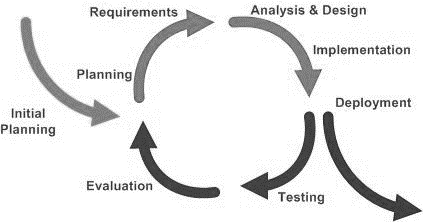 Requirements
Analysis & Design
Implementation
Planning
Deployment
Initial
Planning
Evaluation
Testing